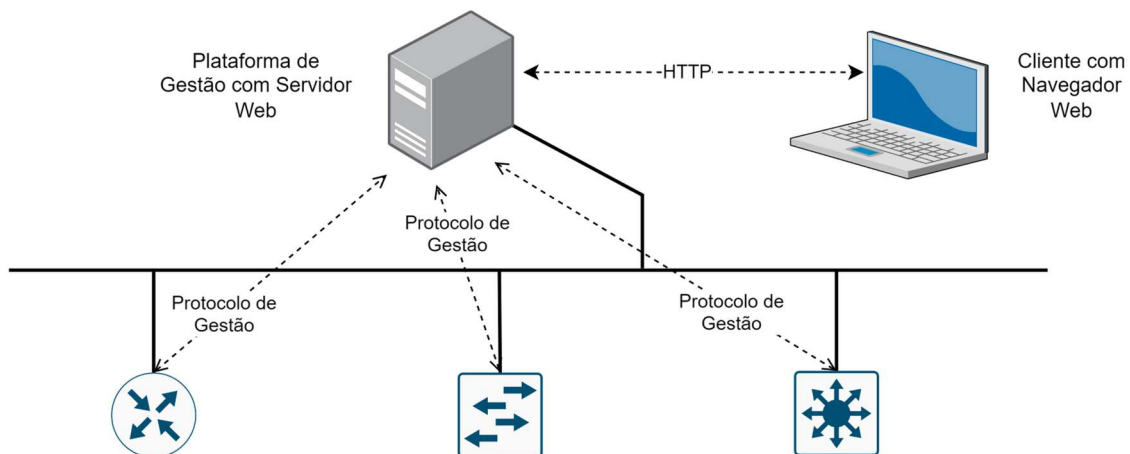 Plataforma de
Gestão com Servidor
Web
HTTP
Cliente com
Navegador
Web
Protocolo de
Gestão
Protocolo de
Gestão
Protocolo de
Gestão